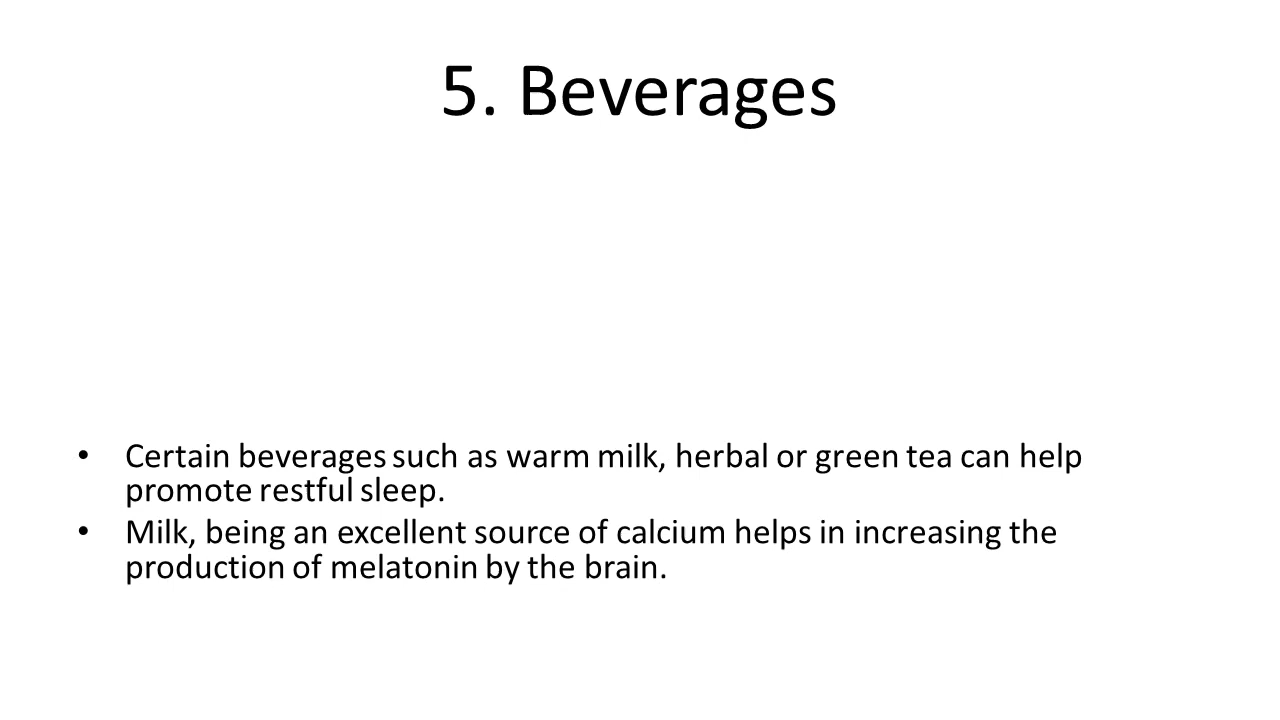 5. Beverages
• Certain beverages such as warm milk, herbal or green tea can help
promote restful sleep.
• Milk, being an excellent source of calcium helps in increasing the
production of melatonin by the brain.